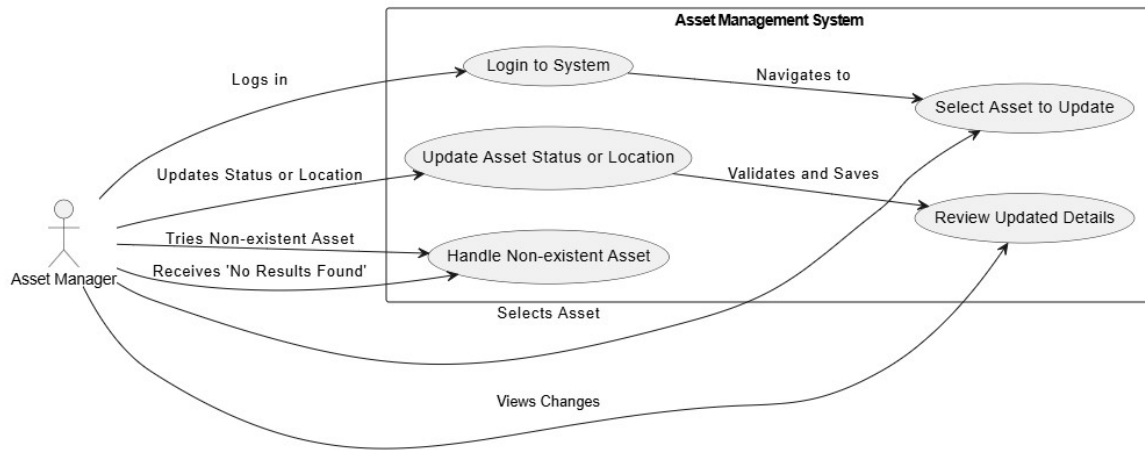 Asset Management System
Login to System
Logs in
Navigates to
Select Asset to Update
Update Asset Status or Location
Updates Status or Location
Validates and Saves
Review Updated Details
Tries Non-existent Asset
Handle Non-existent Asset
Receives 'No Results Found'
Asset Manager
Selects Asset
Views Changes